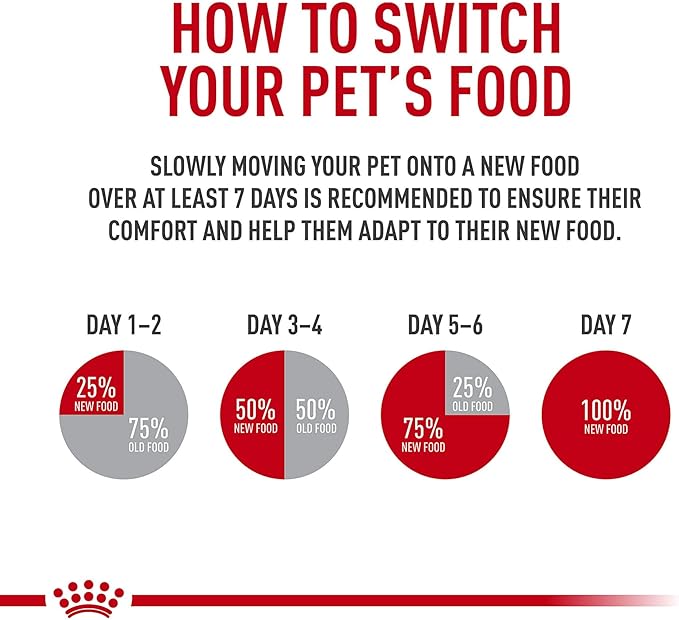 HOW TO SWITCH
YOUR PET'S FOOD
SLOWLY MOVING YOUR PET ONTO A NEW FOOD
OVER AT LEAST 7 DAYS IS RECOMMENDED TO ENSURE THEIR
COMFORT AND HELP THEM ADAPT TO THEIR NEW FOOD.
DAY 1–2
25%
NEW FOOD
75%
OLD FOOD
DAY 3–4
50%
NEW FOOD
50%
OLD FOOD
DAY 5–6
25%
OLD FOOD
75%
NEW FOOD
DAY 7
100%
NEW FOOD